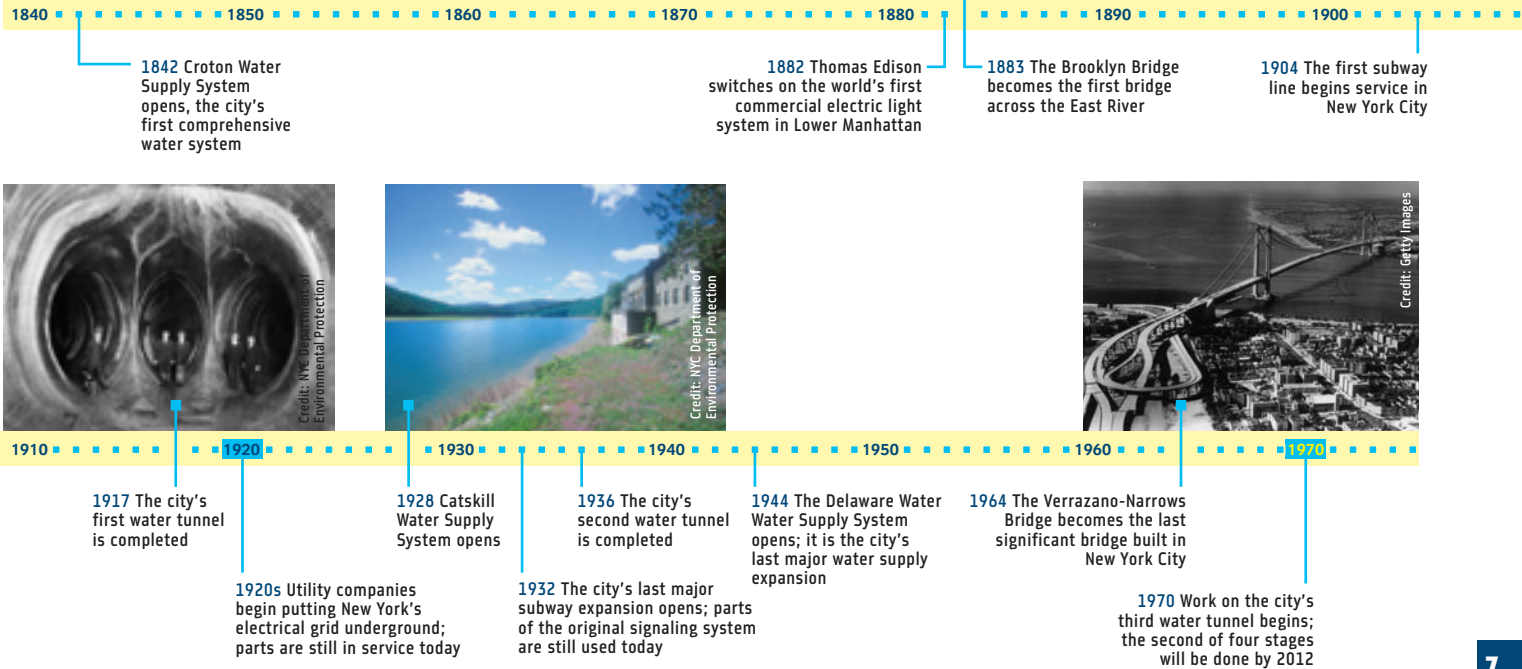 1840 1850 1860 1870 1880 1890 1900
1842 Croton Water
Supply System
opens, the city's
first comprehensive
water system
1882 Thomas Edison
switches on the world's first
commercial electric light
system in Lower Manhattan
1883 The Brooklyn Bridge
becomes the first bridge
across the East River
1904 The first subway
line begins service in
New York City
Credit: NYC Department of
Environmental Protection
Credit: NYC Department of
Environmental Protection
Credit: Getty Images
1910 1920 1930 1940 1950 1960 1970
1917 The city's
first water tunnel
is completed
1920s Utility companies
begin putting New York's
electrical grid underground;
parts are still in service today
1928 Catskill
Water Supply
System opens
1932 The city's last major
subway expansion opens; parts
of the original signaling system
are still used today
1936 The city's
second water tunnel
is completed
1944 The Delaware Water
Water Supply System
opens; it is the city's
last major water supply
expansion
1964 The Verrazano-Narrows
Bridge becomes the last
significant bridge built in
New York City
1970 Work on the city's
third water tunnel begins;
the second of four stages
will be done by 2012
7